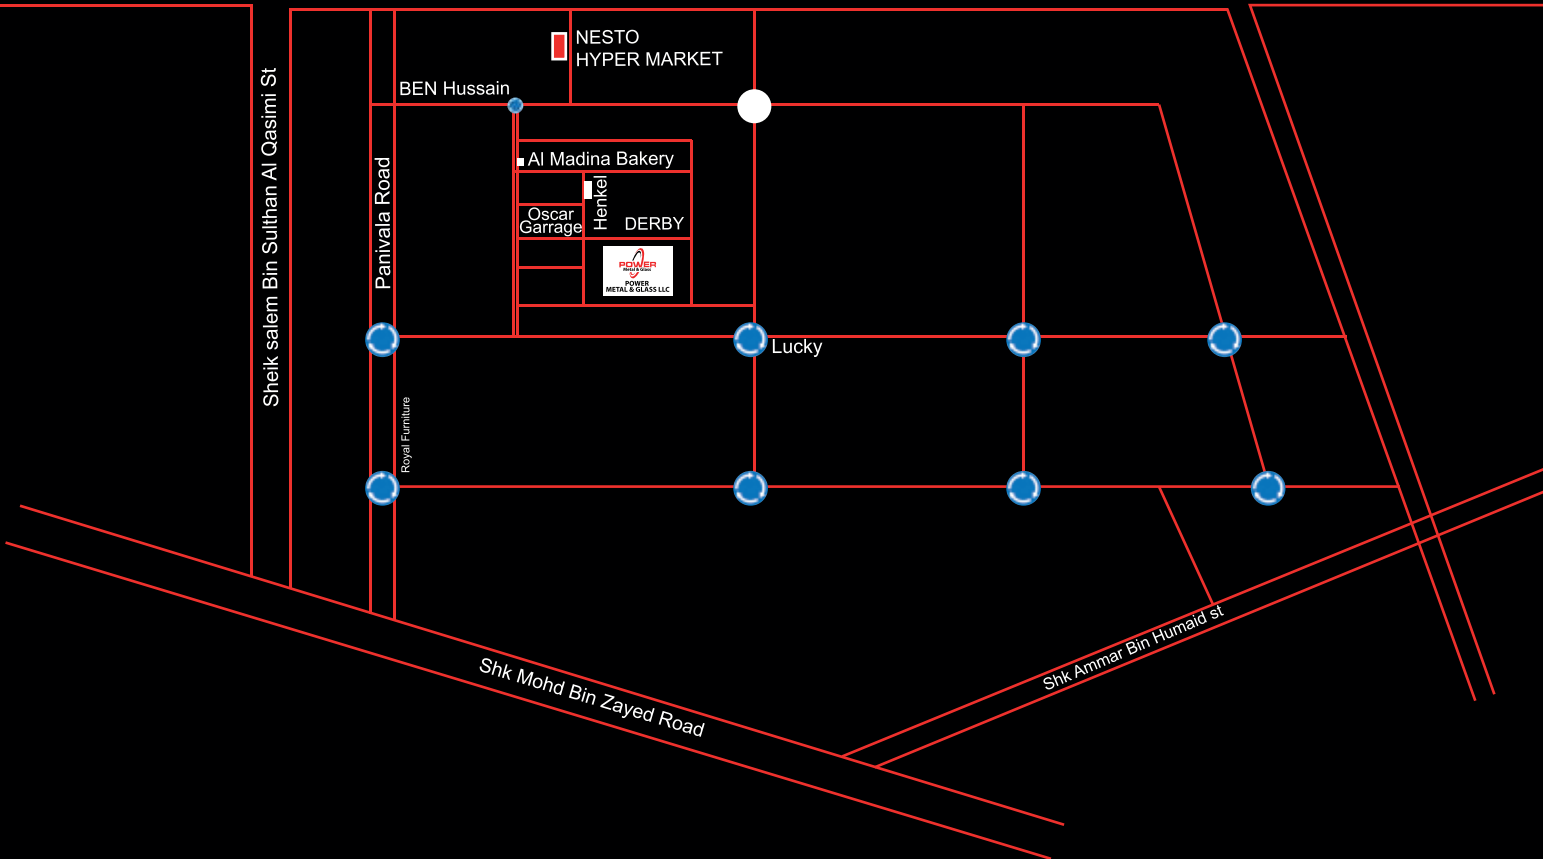 NESTO
HYPER MARKET
BEN Hussain
Sheik salem Bin Sulthan Al Qasimi St
Panivala Road
Al Madina Bakery
Henkel
Oscar
Garrage
DERBY
POWER
Metal & Glass
POWER
METAL & GLASS LLC
Lucky
Royal Furniture
Shk Ammar Bin Humaid st
Shk Mohd Bin Zayed Road